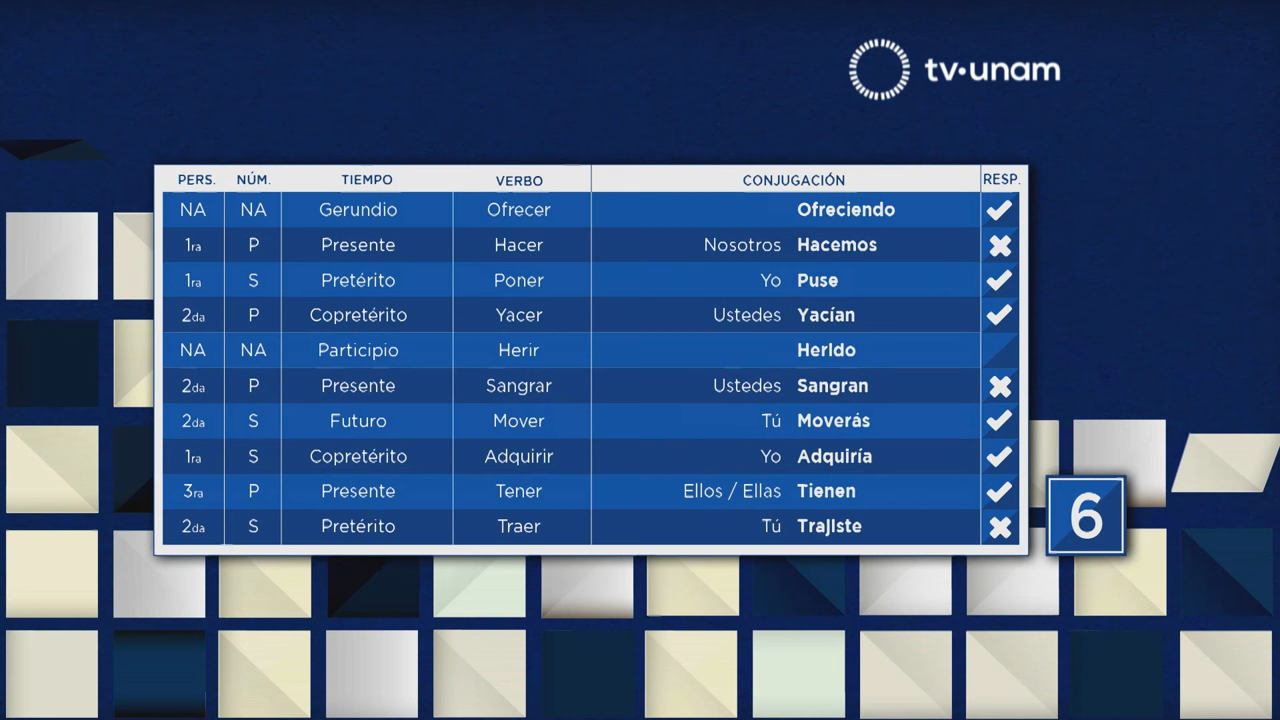 tv·unam
PERS. NÚM. TIEMPO VERBO CONJUGACIÓN RESP.
NA NA Gerundio Ofrecer Ofreciendo
1ra P Presente Hacer Nosotros Hacemos
1ra S Pretérito Poner Yo Puse
2da P Copretérito Yacer Ustedes Yacían
NA NA Participio Herir Herido
2da P Presente Sangrar Ustedes Sangran
2da S Futuro Mover Tú Moverás
1ra S Copretérito Adquirir Yo Adquiría
3ra P Presente Tener Ellos / Ellas Tienen
2da S Pretérito Traer Tú Trajiste
6